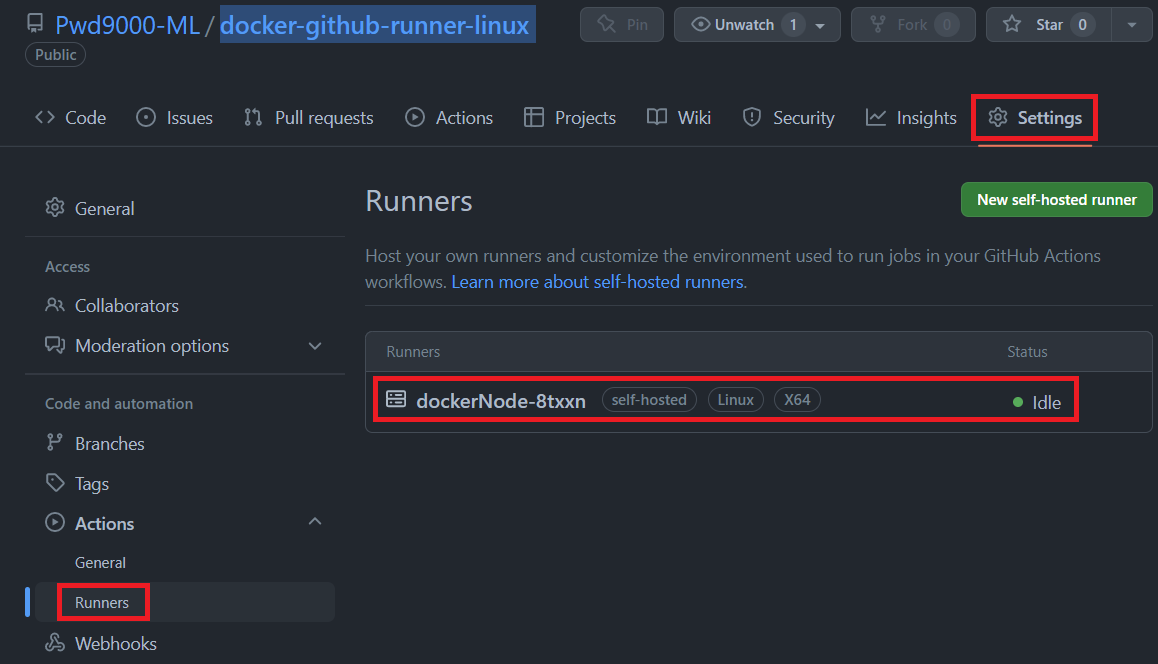 Pwd9000-ML / docker-github-runner-linux
Pin
Unwatch 1
Fork 0
Star 0
Public
Code
Issues
Pull requests
Actions
Projects
Wiki
Security
Insights
Settings
General
Access
Collaborators
Moderation options
Code and automation
Branches
Tags
Actions
General
Runners
Webhooks
Runners
New self-hosted runner
Host your own runners and customize the environment used to run jobs in your GitHub Actions
workflows. Learn more about self-hosted runners.
Runners Status
dockerNode-8txxn self-hosted Linux X64 Idle